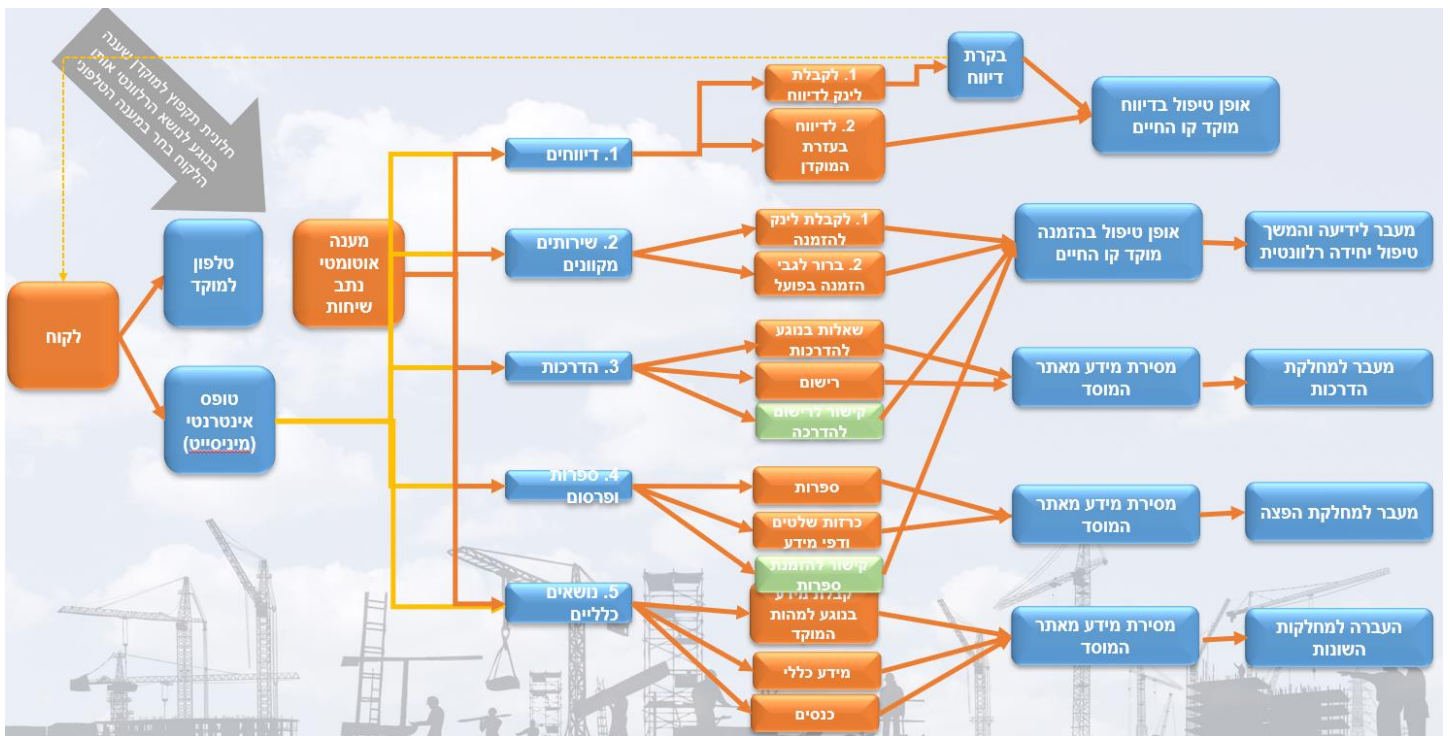 חלונית תקפוץ למוקדן שענה
בנוגע לנושא הרלוונטי אותו
הלקוח בחר במענה הטלפוני
לקוח
טלפון
למוקד
טופס
אינטרנטי
(מיניסייט)
מענה
אוטומטי
נתב
שיחות
1. דיווחים
2. שירותים
מקוונים
3. הדרכות
4. ספרות
ופרסום
5. נושאים
כלליים
1. לקבלת
לינק לדיווח
2. לדיווח
בעזרת
המוקדן
1. לקבלת לינק
להזמנה
2. ברור לגבי
הזמנה בפועל
שאלות בנוגע
להדרכות
רישום
קישור לרישום
להדרכה
ספרות
כרזות שלטים
ודפי מידע
קישור להזמנת
ספרות
קבלת מידע
בנוגע למהות
המוקד
מידע כללי
כנסים
בקרת
דיווח
אופן טיפול בדיווח
מוקד קו החיים
אופן טיפול בהזמנה
מוקד קו החיים
מסירת מידע מאתר
המוסד
מסירת מידע מאתר
המוסד
מסירת מידע מאתר
המוסד
מעבר לידיעה והמשך
טיפול יחידה רלוונטית
מעבר למחלקת
הדרכות
מעבר למחלקת הפצה
העברה למחלקות
השונות